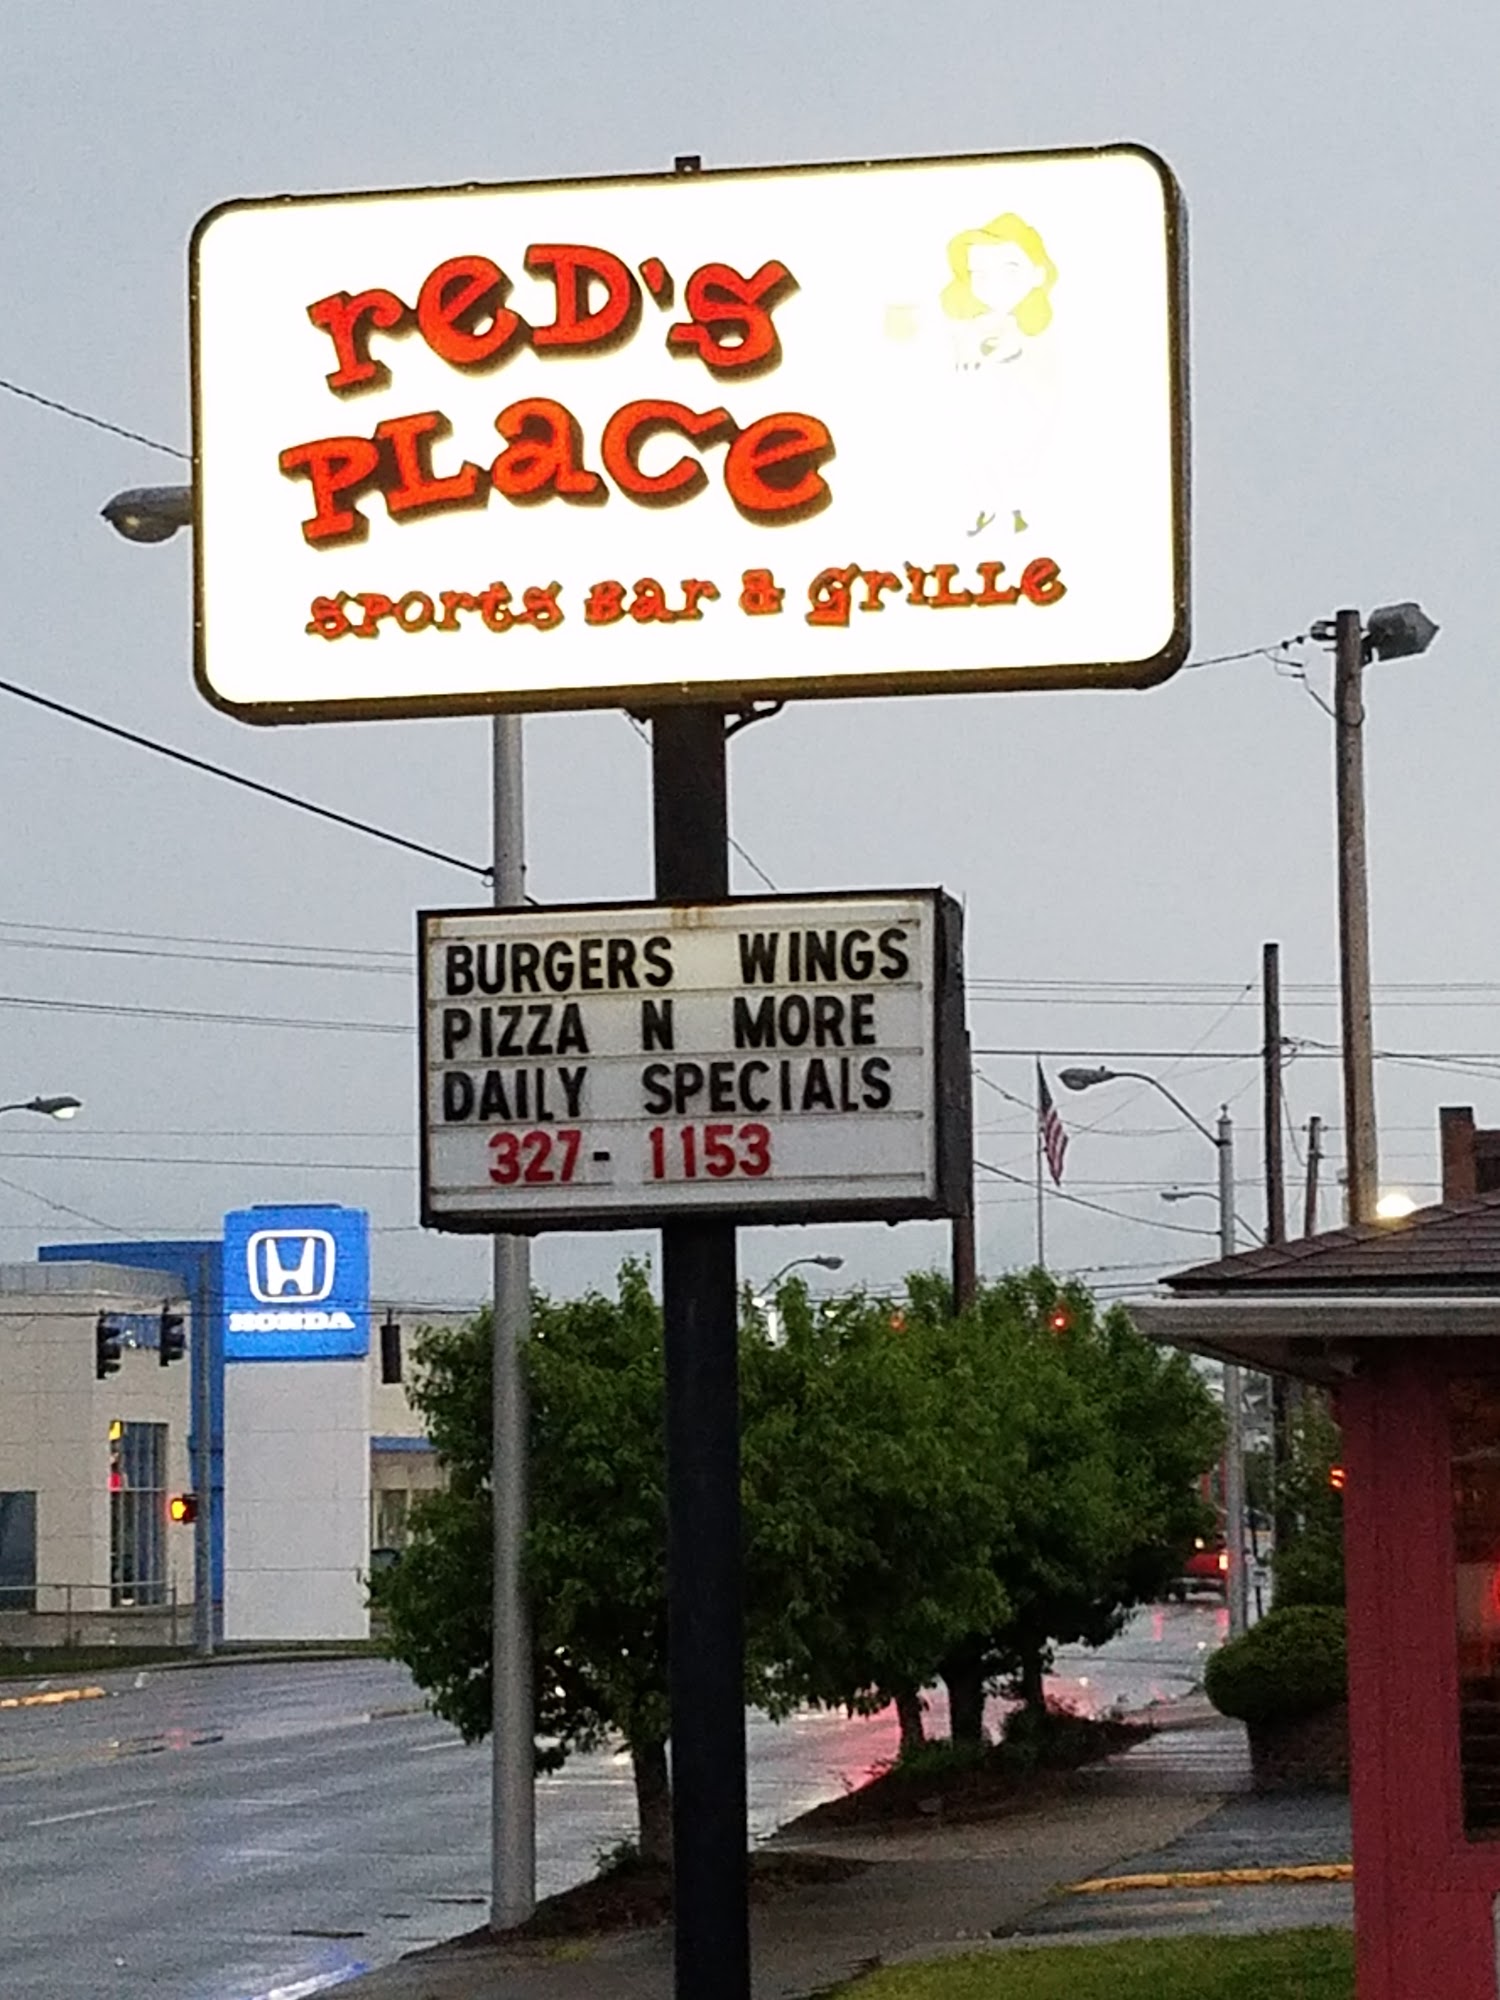 reD's
PLace
sports Bar & grille
BURGERS WINGS
PIZZA N MORE
DAILY SPECIALS
327-1153
HONDA